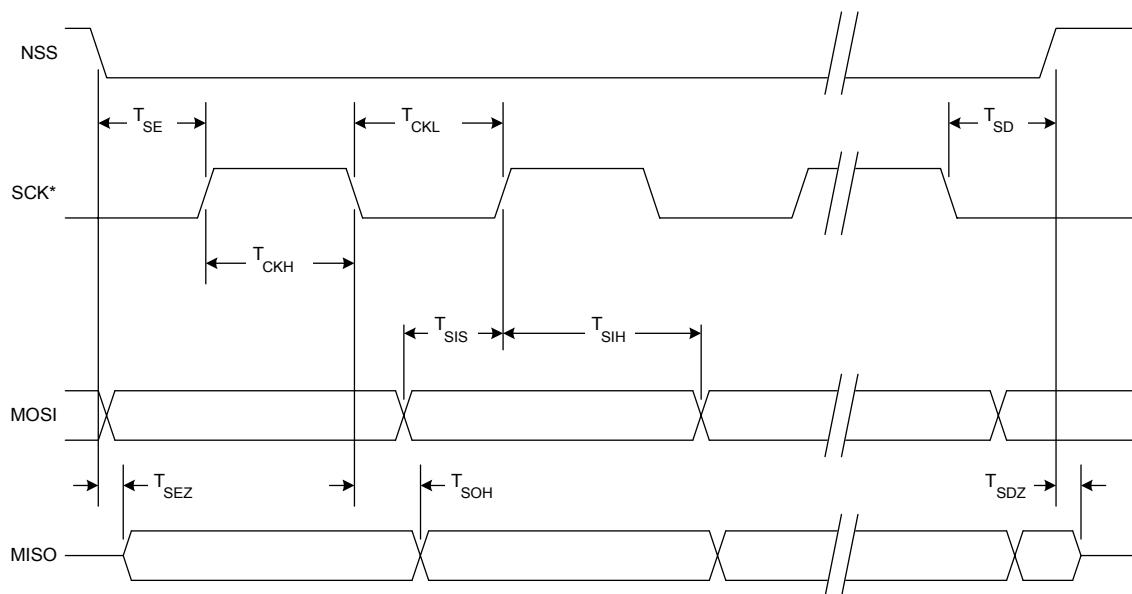 NSS
T_SE
T_CKL
T_SD
SCK*
T_CKH
T_SIS
T_SIH
MOSI
T_SEZ
T_SOH
T_SDZ
MISO